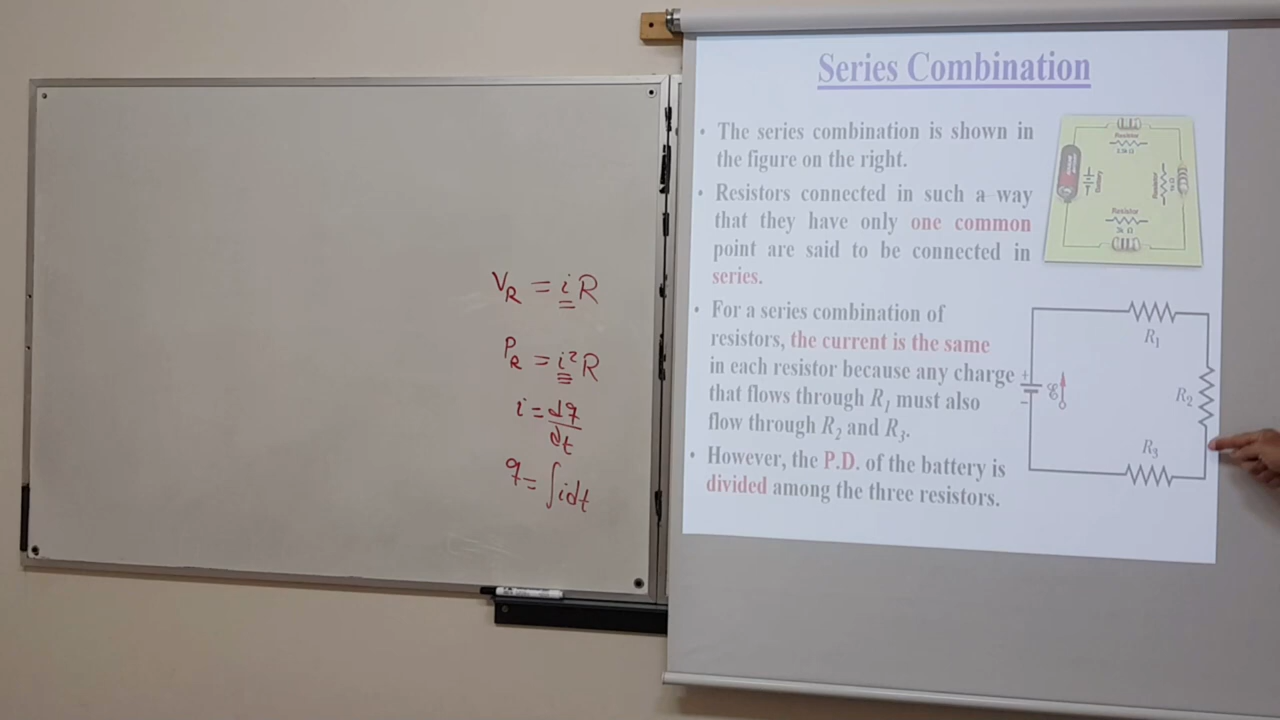 V_R = i R
P_R = i² R
i = dq/dt
q = ∫ i dt
Series Combination
• The series combination is shown in
the figure on the right.
• Resistors connected in such a way
that they have only one common
point are said to be connected in
series.
• For a series combination of
resistors, the current is the same
in each resistor because any charge
that flows through R₁ must also
flow through R₂ and R₃.
• However, the P.D. of the battery is
divided among the three resistors.
Resistor
Battery
Resistor
Resistor
+
ℰ
-
R₁
R₂
R₃